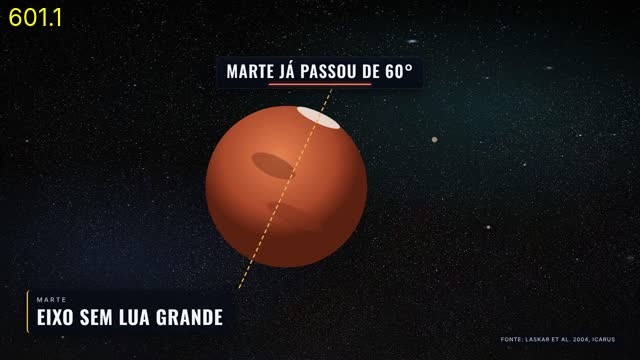 601.1
MARTE JÁ PASSOU DE 60°
MARTE
EIXO SEM LUA GRANDE
FONTE: LASKAR ET AL. 2004, ICARUS